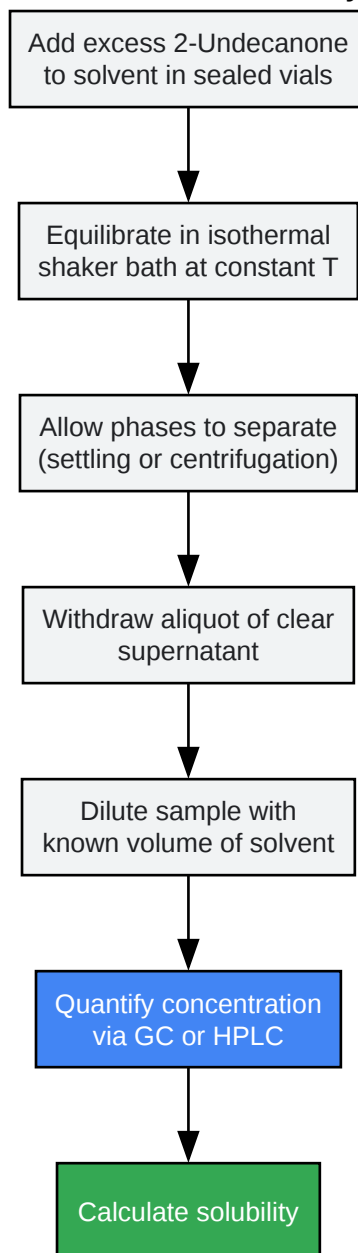 Add excess 2-Undecanone
to solvent in sealed vials
Equilibrate in isothermal
shaker bath at constant T
Allow phases to separate
(settling or centrifugation)
Withdraw aliquot of clear
supernatant
Dilute sample with
known volume of solvent
Quantify concentration
via GC or HPLC
Calculate solubility